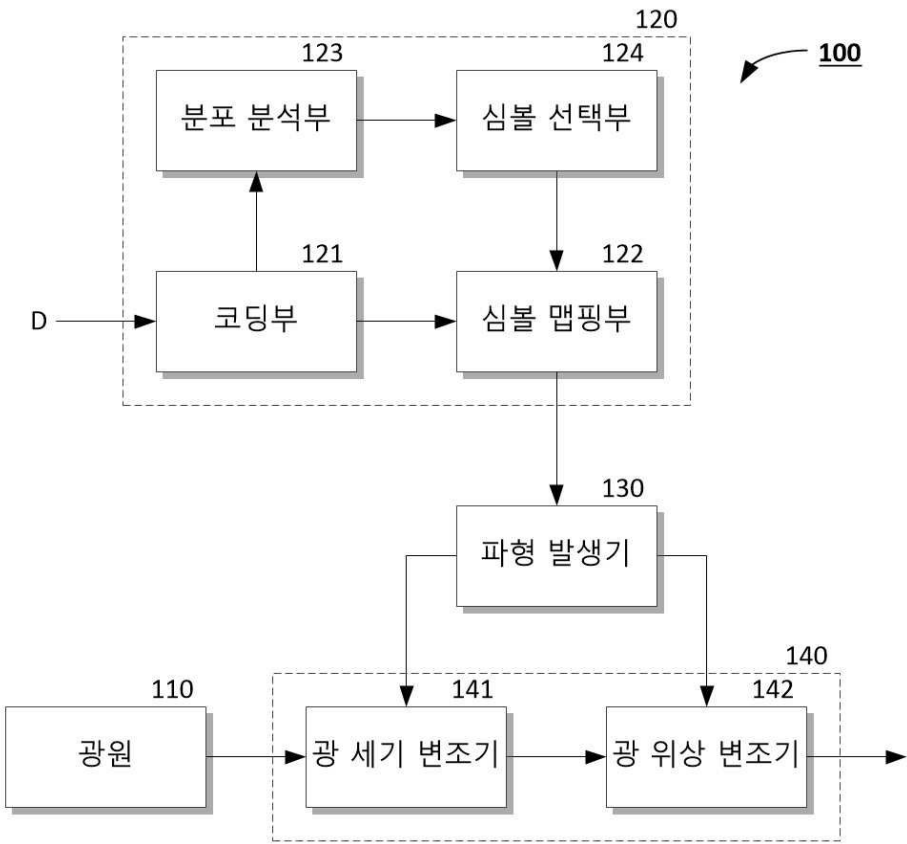 120
100
123
124
분포 분석부
심볼 선택부
121
122
D
코딩부
심볼 맵핑부
130
파형 발생기
140
110
141
142
광원
광 세기 변조기
광 위상 변조기